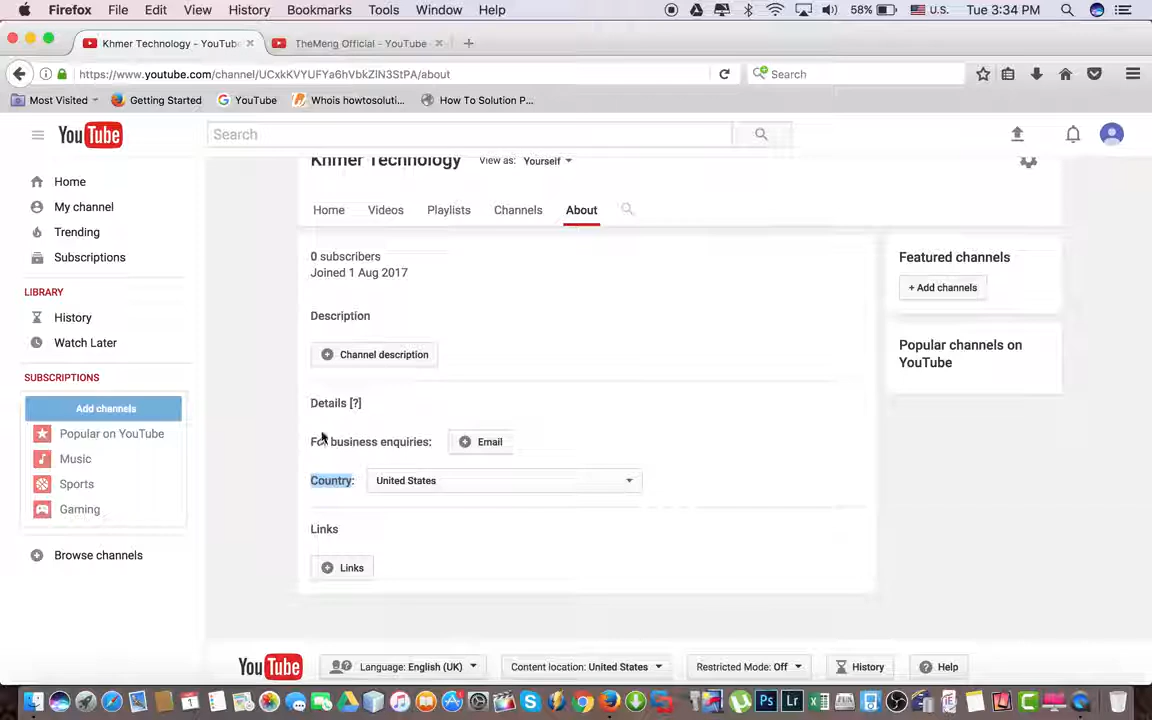 Firefox File Edit View History Bookmarks Tools Window Help 58% U.S. Tue 3:34 PM
Khmer Technology - YouTube TheMeng Official - YouTube
https://www.youtube.com/channel/UCxkKVYUFYa6hVbkZIN3StPA/about Search
Most Visited Getting Started YouTube Whois howtosoluti... How To Solution P...
YouTube Search
Khmer Technology View as: Yourself
Home Videos Playlists Channels About
Home
My channel
Trending
Subscriptions
LIBRARY
History
Watch Later
SUBSCRIPTIONS
Add channels
Popular on YouTube
Music
Sports
Gaming
Browse channels
0 subscribers
Joined 1 Aug 2017
Description
Channel description
Details [?]
For business enquiries: Email
Country: United States
Links
Links
Featured channels
+ Add channels
Popular channels on
YouTube
YouTube Language: English (UK) Content location: United States Restricted Mode: Off History Help
Ps Lr